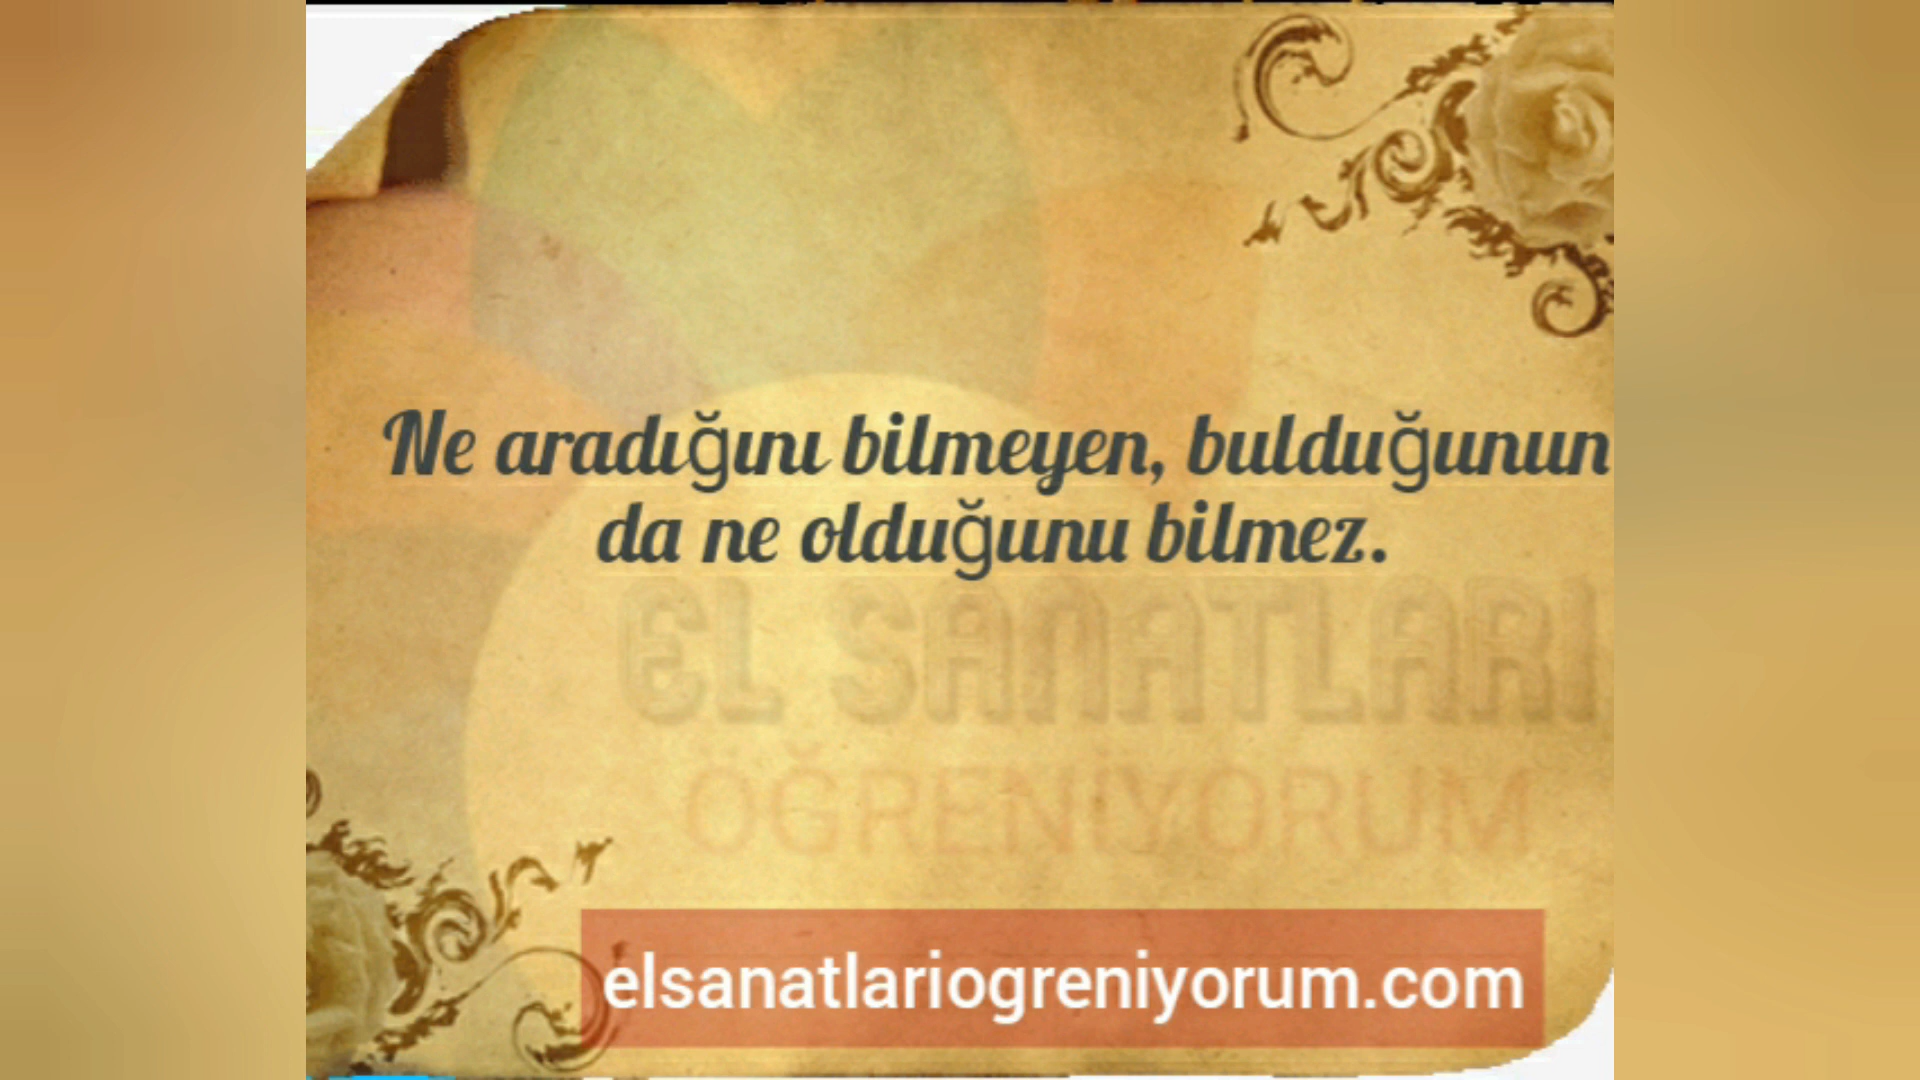 Ne aradığını bilmeyen, bulduğunun
da ne olduğunu bilmez.
EL SANATLARI
ÖĞRENİYORUM
elsanatlariogreniyorum.com